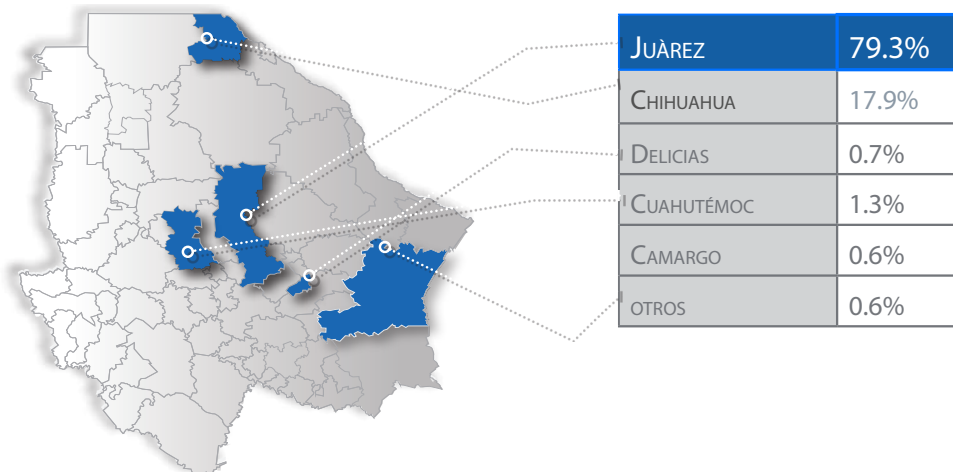 JUÀREZ 79.3%
CHIHUAHUA 17.9%
DELICIAS 0.7%
CUAHUTÉMOC 1.3%
CAMARGO 0.6%
OTROS 0.6%